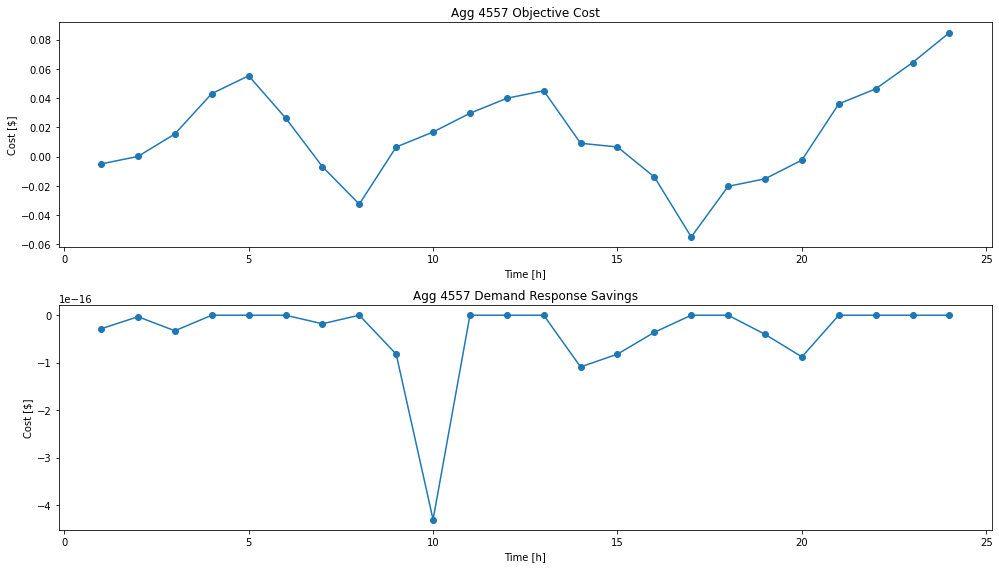 Agg 4557 Objective Cost
Cost [$]
0.08
0.06
0.04
0.02
0.00
−0.02
−0.04
−0.06
0 5 10 15 20 25
Time [h]
Agg 4557 Demand Response Savings
1e−16
Cost [$]
0
−1
−2
−3
−4
0 5 10 15 20 25
Time [h]